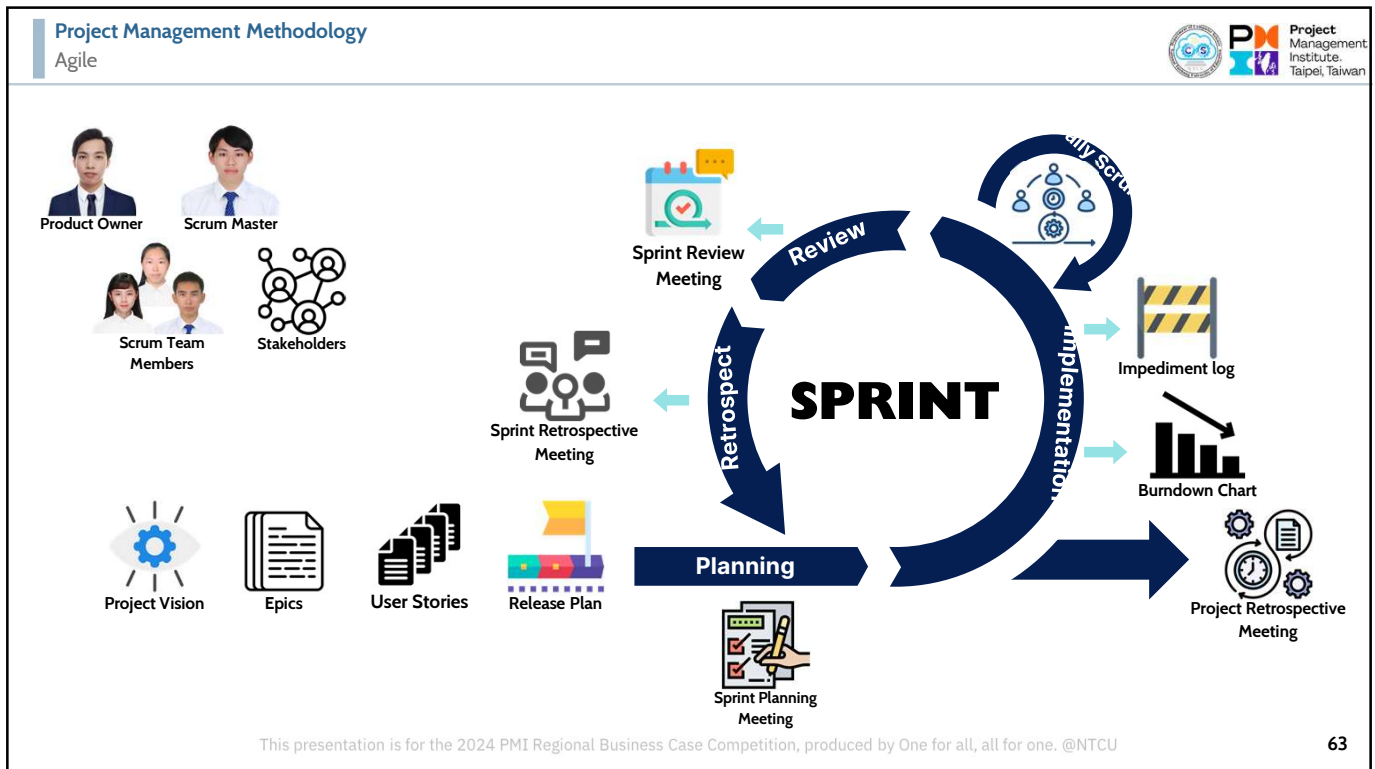 Project Management Methodology
Agile
PM
Project
Management
Institute.
Taipei, Taiwan
Product Owner
Scrum Master
Scrum Team
Members
Stakeholders
Sprint Review
Meeting
Review
aily Scru
Impediment log
Implementation
Burndown Chart
SPRINT
Retrospect
Sprint Retrospective
Meeting
Project Vision
Epics
User Stories
Release Plan
Planning
Sprint Planning
Meeting
Project Retrospective
Meeting
This presentation is for the 2024 PMI Regional Business Case Competition, produced by One for all, all for one. @NTCU
63